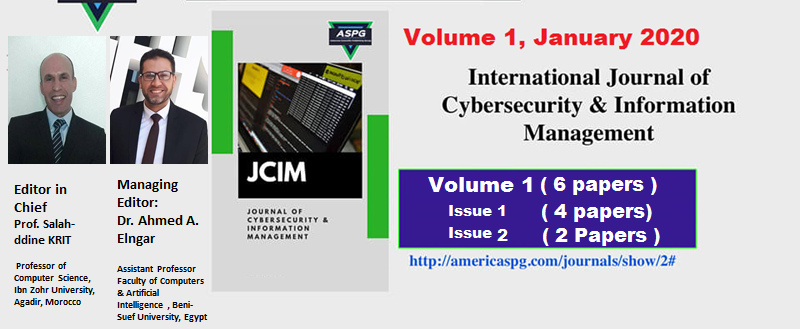 Editor in
Chief
Prof. Salah-
ddine KRIT
Professor of
Computer Science,
Ibn Zohr University,
Agadir, Morocco
Managing
Editor:
Dr. Ahmed A.
Elngar
Assistant Professor
Faculty of Computers
& Artificial
Intelligence , Beni-
Suef University, Egypt
ASPG
JCIM
JOURNAL OF
CYBERSECURITY &
INFORMATION
MANAGEMENT
Volume 1, January 2020
International Journal of
Cybersecurity & Information
Management
Volume 1 ( 6 papers )
Issue 1 ( 4 papers)
Issue 2 ( 2 Papers )
http://americaspg.com/journals/show/2#